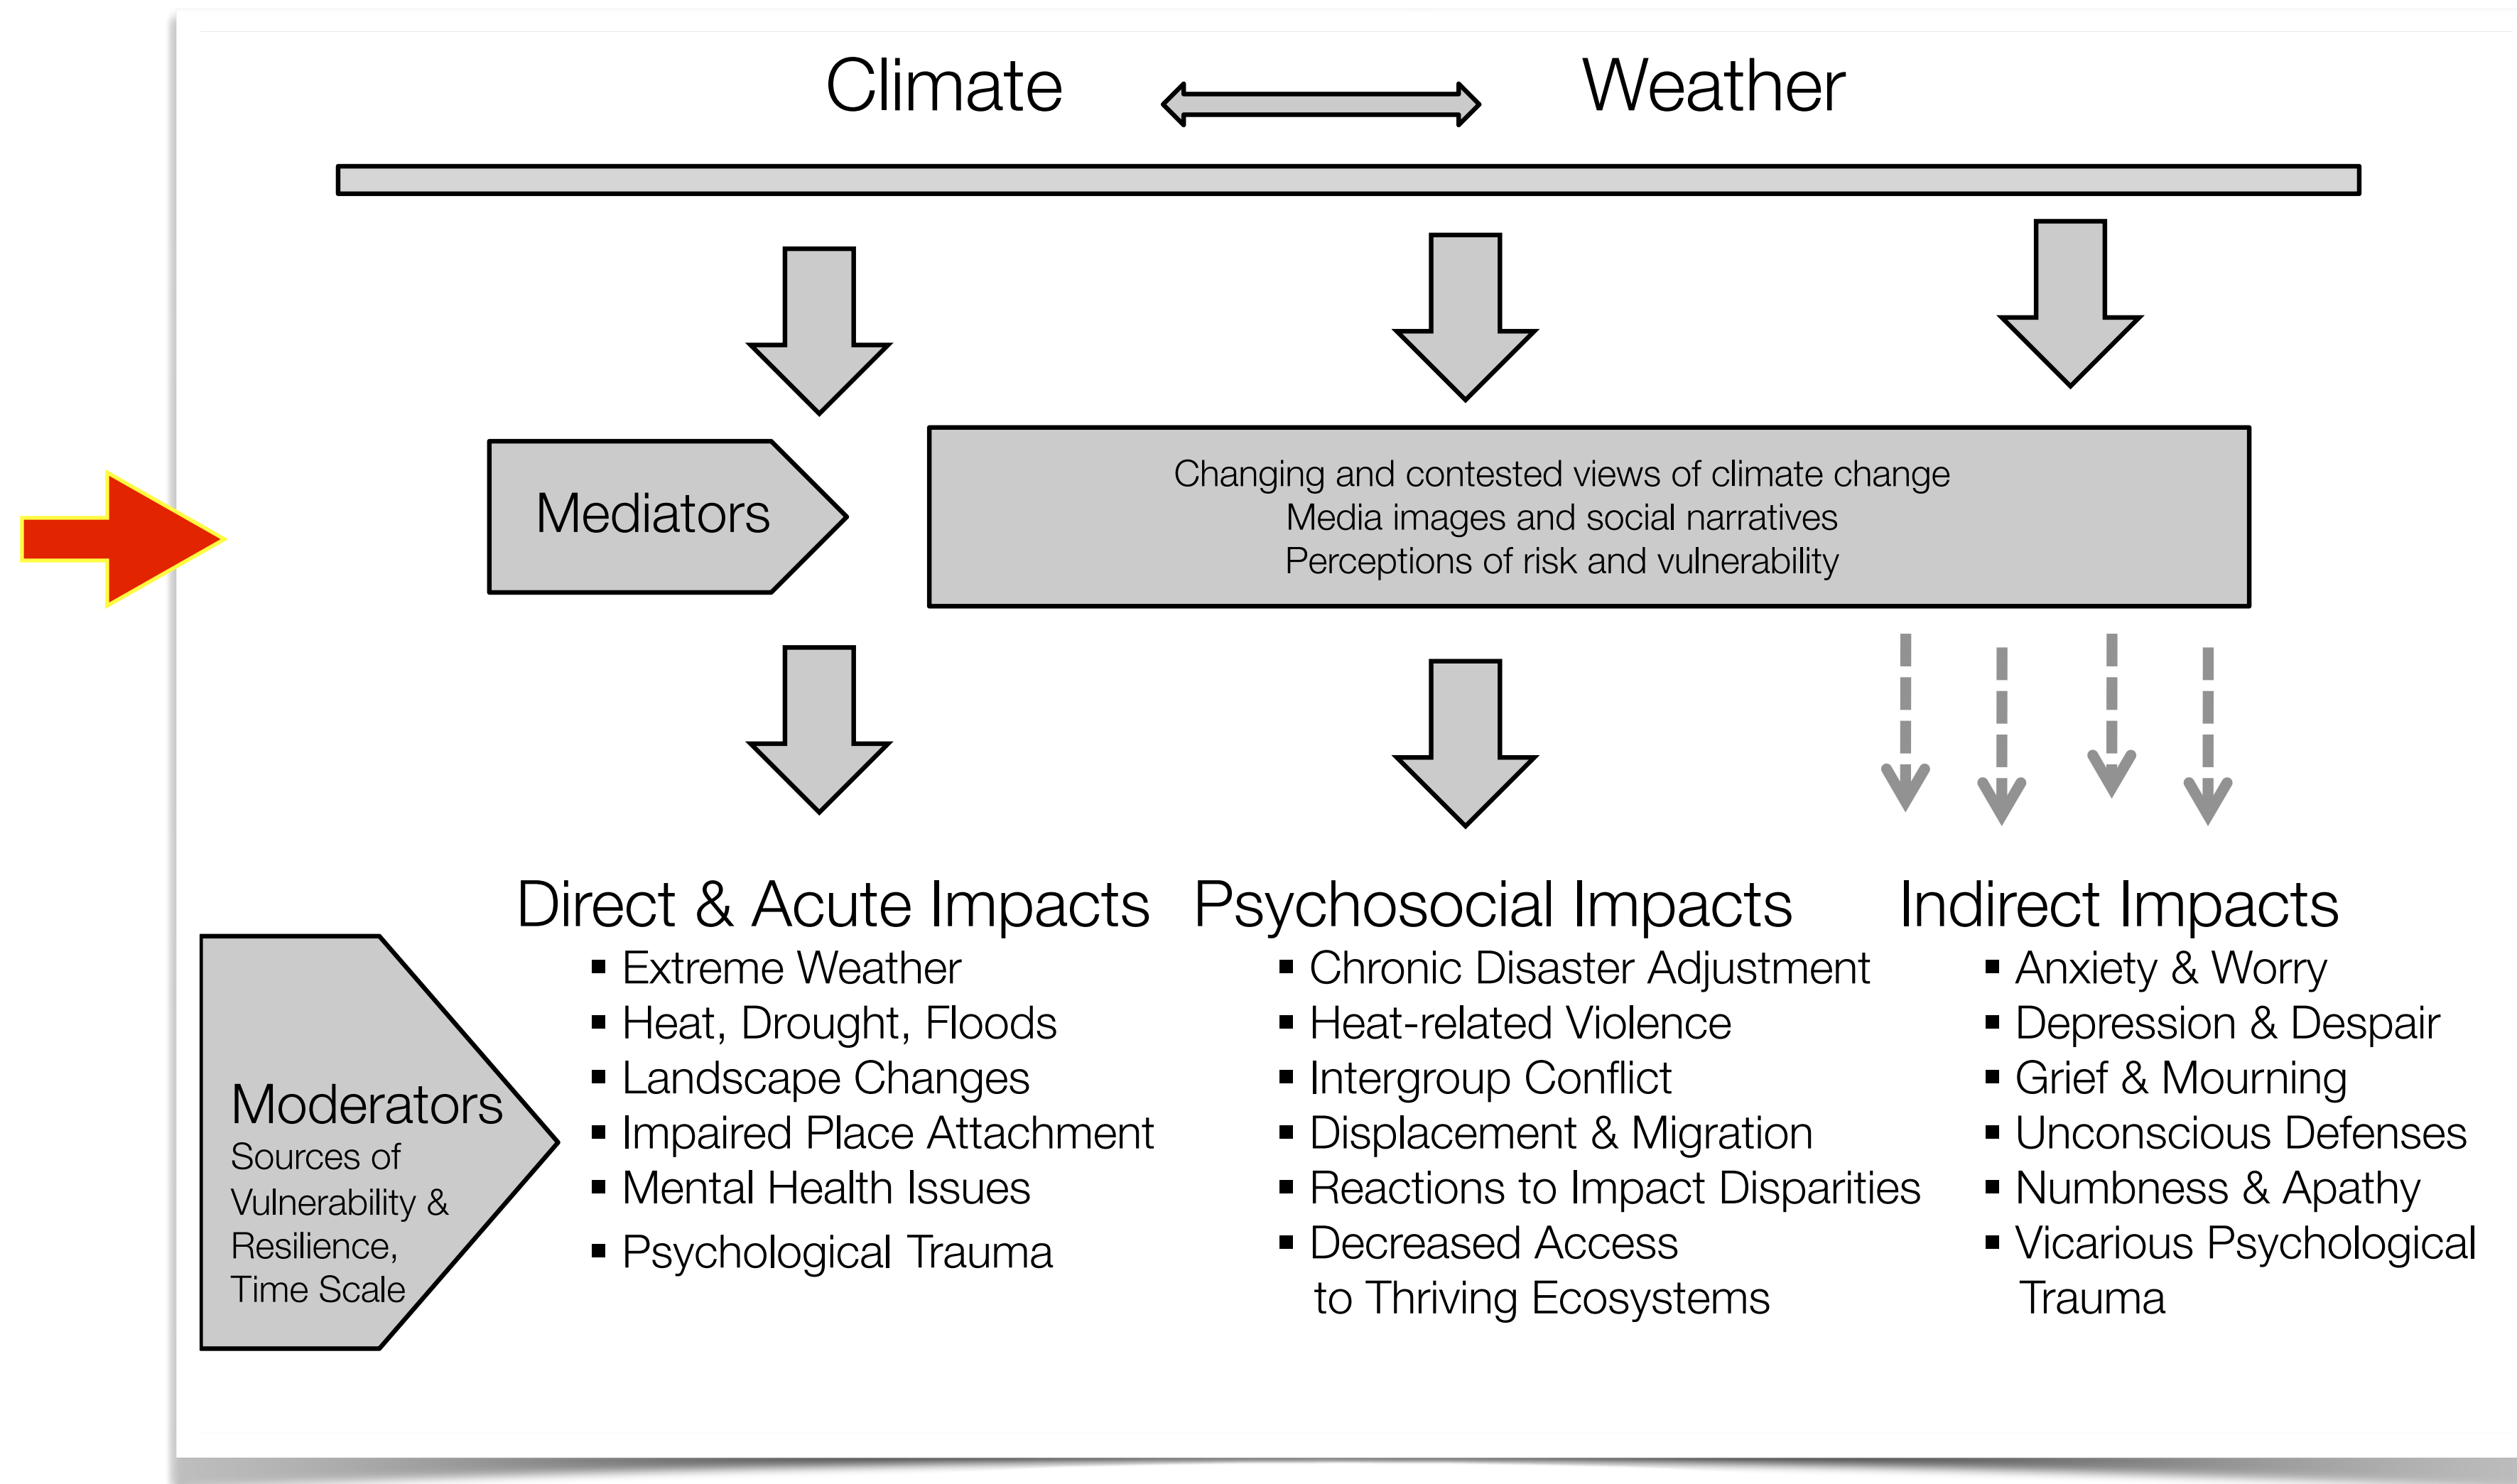 Climate
Weather
Mediators
Changing and contested views of climate change
Media images and social narratives
Perceptions of risk and vulnerability
Moderators
Sources of
Vulnerability &
Resilience,
Time Scale
Direct & Acute Impacts
▪ Extreme Weather
▪ Heat, Drought, Floods
▪ Landscape Changes
▪ Impaired Place Attachment
▪ Mental Health Issues
▪ Psychological Trauma
Psychosocial Impacts
▪ Chronic Disaster Adjustment
▪ Heat-related Violence
▪ Intergroup Conflict
▪ Displacement & Migration
▪ Reactions to Impact Disparities
▪ Decreased Access
to Thriving Ecosystems
Indirect Impacts
▪ Anxiety & Worry
▪ Depression & Despair
▪ Grief & Mourning
▪ Unconscious Defenses
▪ Numbness & Apathy
▪ Vicarious Psychological
Trauma